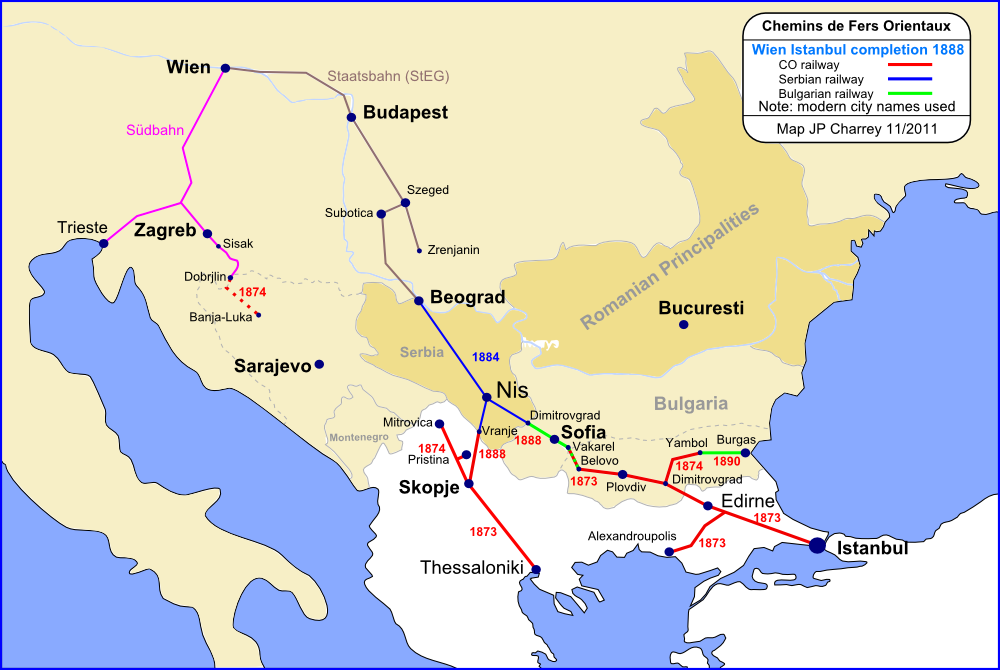 Chemins de Fers Orientaux
Wien Istanbul completion 1888
CO railway
Serbian railway
Bulgarian railway
Note: modern city names used
Map JP Charrey 11/2011
Wien
Staatsbahn (StEG)
Budapest
Südbahn
Szeged
Subotica
Trieste
Zagreb
Sisak
Zrenjanin
Dobrljin
1874
Banja-Luka
Beograd
Romanian Principalities
Bucuresti
Serbia
1884
Sarajevo
Nis
Bulgaria
Montenegro
Mitrovica
Vranje
Dimitrovgrad
1888
Sofia
Vakarel
Belovo
1873
Yambol
Burgas
1874
1890
1874
Pristina
1888
Skopje
Plovdiv
Dimitrovgrad
Edirne
1873
1873
Alexandroupolis
1873
Istanbul
Thessaloniki